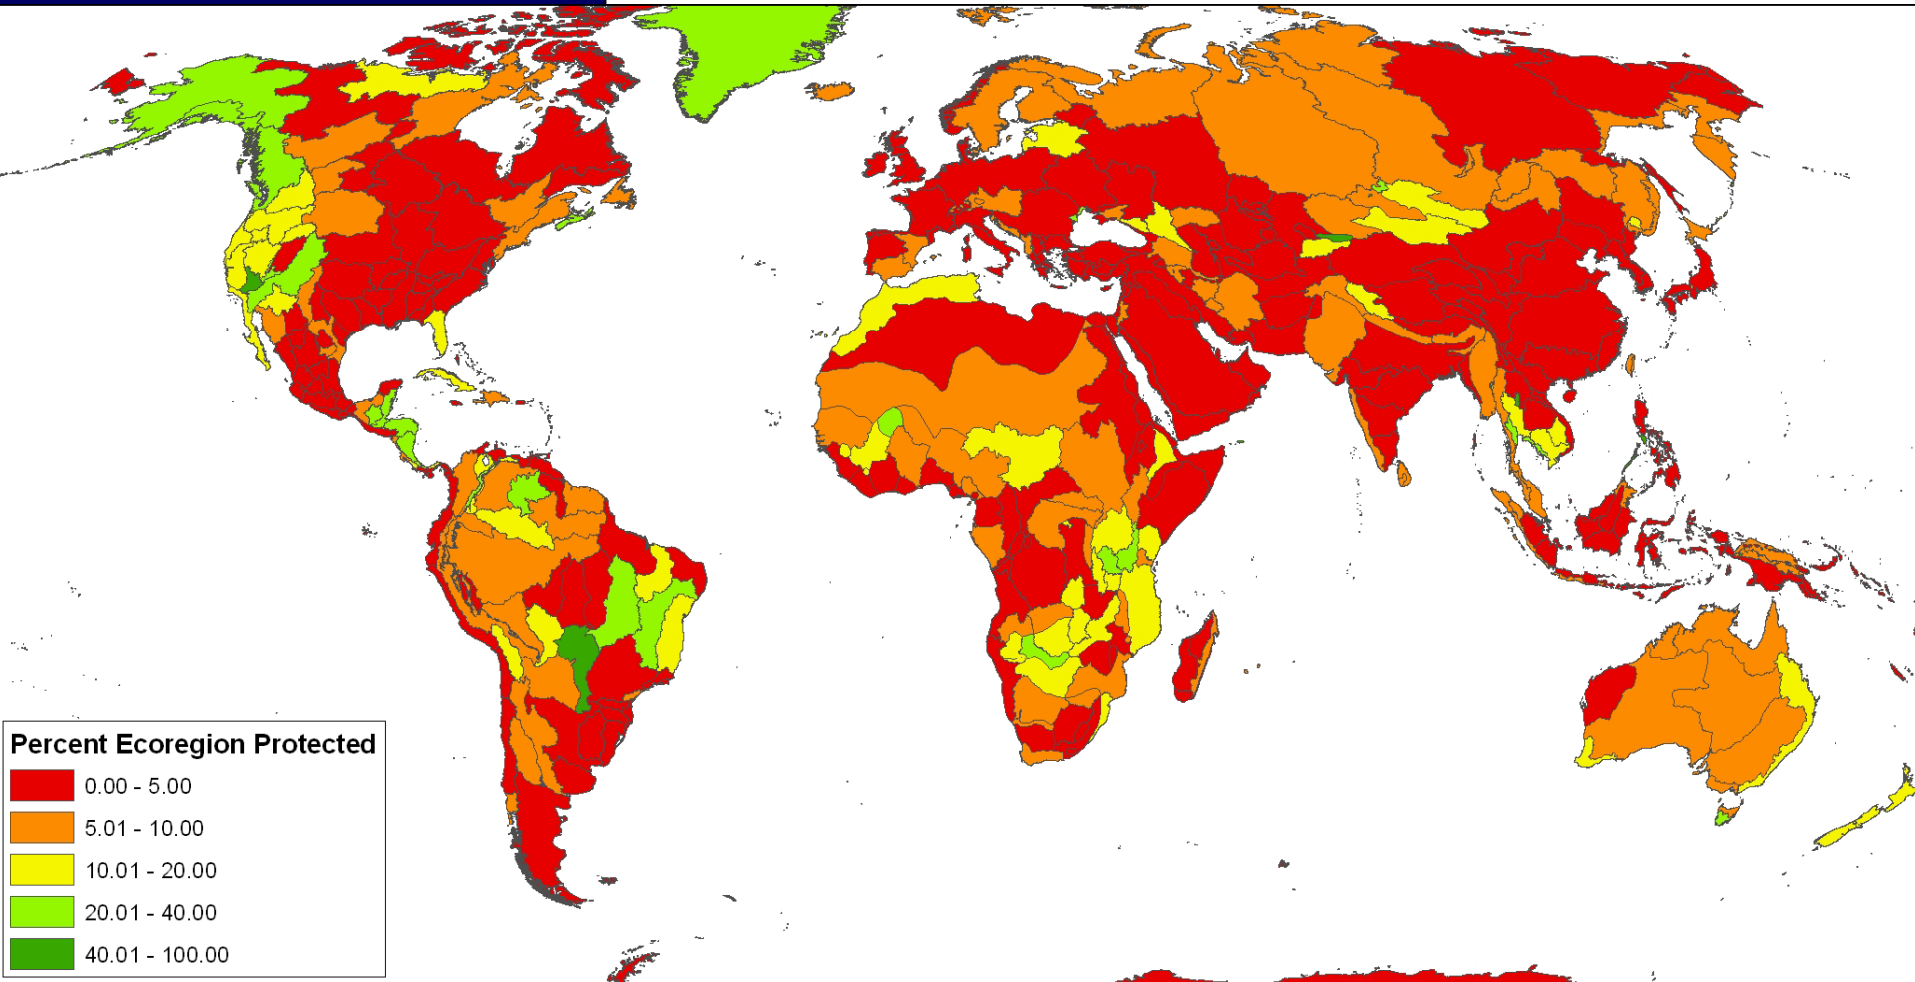 Percent Ecoregion Protected
0.00 - 5.00
5.01 - 10.00
10.01 - 20.00
20.01 - 40.00
40.01 - 100.00